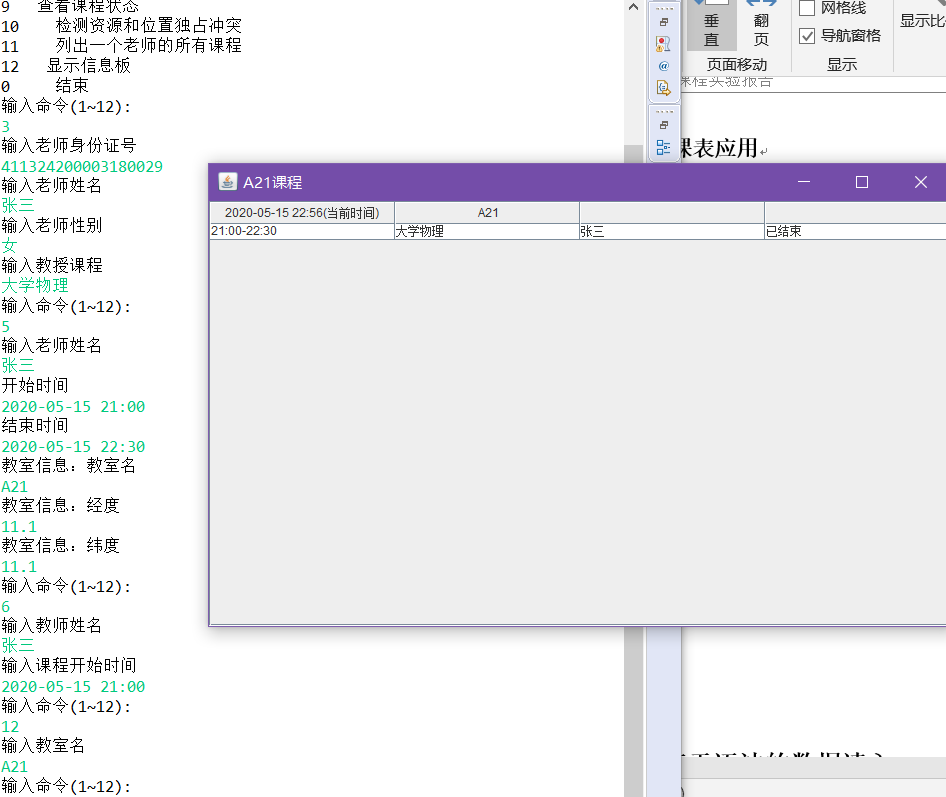 9 查看课程状态
10 检测资源和位置独占冲突
11 列出一个老师的所有课程
12 显示信息板
0 结束
输入命令(1~12):
3
输入老师身份证号
411324200003180029
输入老师姓名
张三
输入老师性别
女
输入教授课程
大学物理
输入命令(1~12):
5
输入老师姓名
张三
开始时间
2020-05-15 21:00
结束时间
2020-05-15 22:30
教室信息：教室名
A21
教室信息：经度
11.1
教室信息：纬度
11.1
输入命令(1~12):
6
输入教师姓名
张三
输入课程开始时间
2020-05-15 21:00
输入命令(1~12):
12
输入教室名
A21
输入命令(1~12):
垂直
翻页
页面移动
网格线
导航窗格
显示
显示比
课程实验报告
课表应用
A21课程
2020-05-15 22:56(当前时间) A21
21:00-22:30 大学物理 张三 已结束